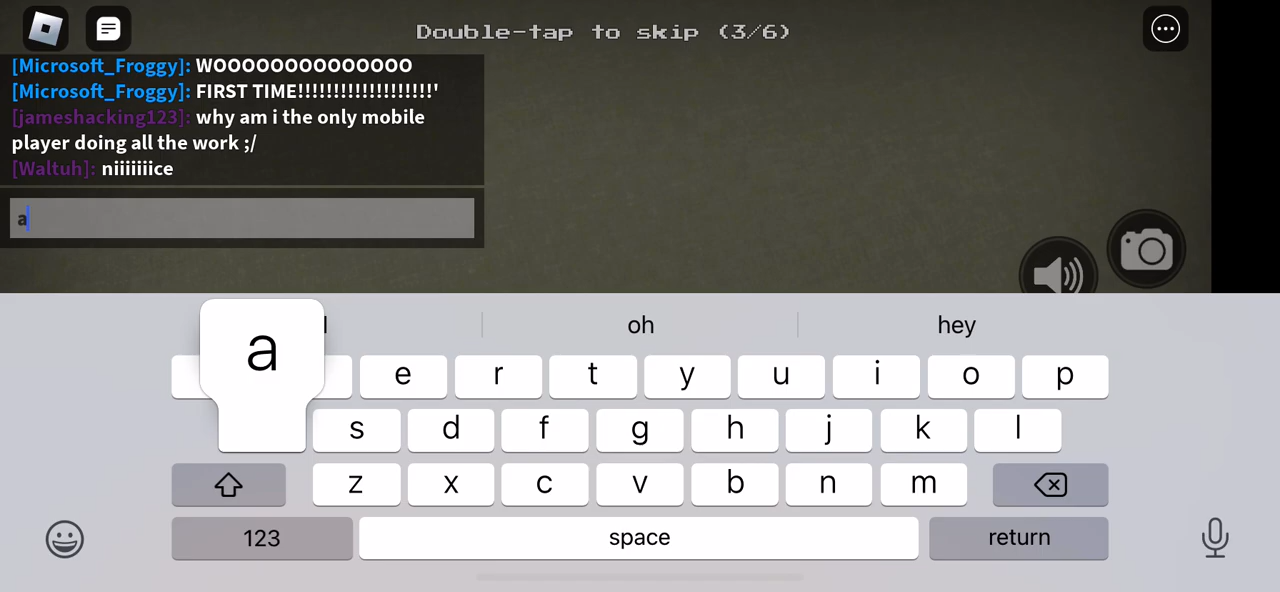 Double-tap to skip (3/6)
[Microsoft_Froggy]: WOOOOOOOOOOOOOO
[Microsoft_Froggy]: FIRST TIME!!!!!!!!!!!!!!!!!!!'
[jameshacking123]: why am i the only mobile
player doing all the work ;/
[Waltuh]: niiiiiiice
a
oh hey
a
e r t y u i o p
s d f g h j k l
z x c v b n m
123 space return